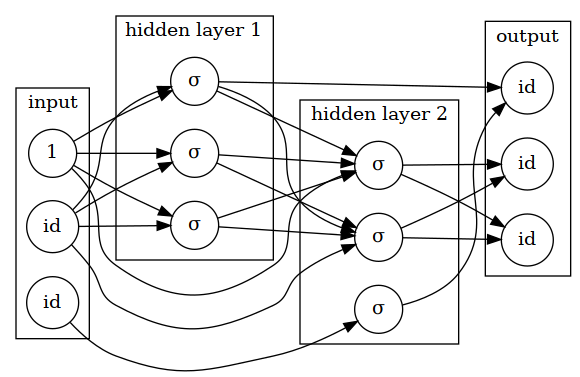 input
1
id
id
hidden layer 1
σ
σ
σ
hidden layer 2
σ
σ
σ
output
id
id
id